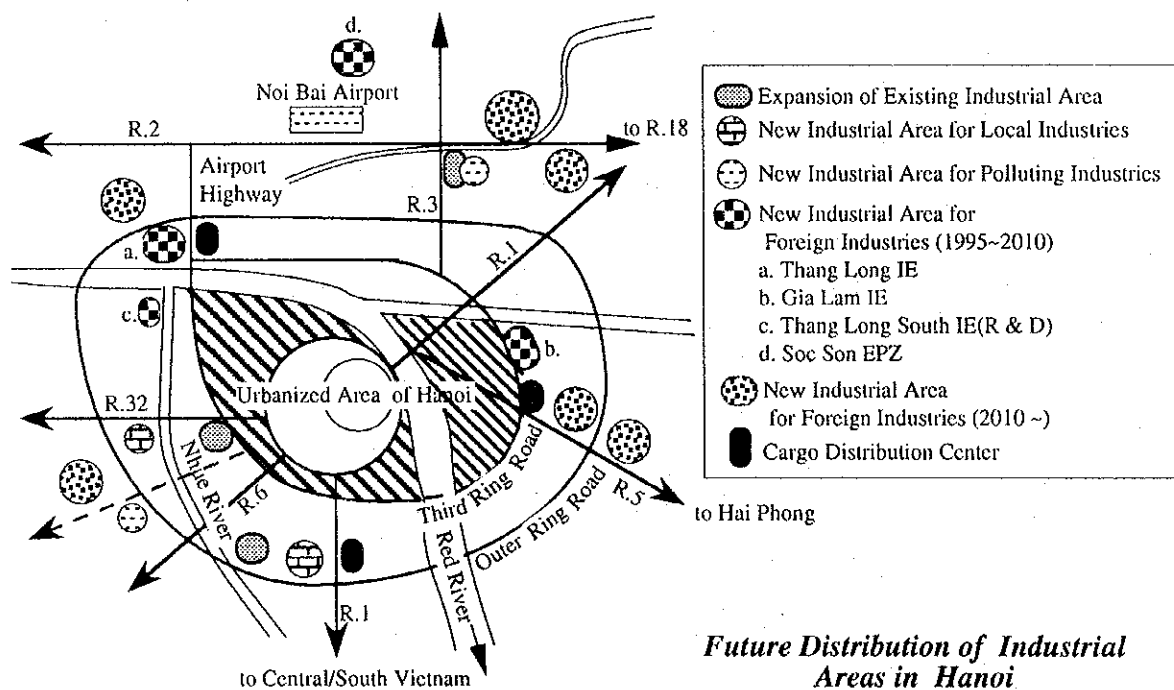 d.
Noi Bai Airport
R.2
to R.18
Airport
Highway
R.3
R.1
a.
c.
b.
Urbanized Area of Hanoi
R.32
Nhue River
R.6
Third Ring Road
Outer Ring Road
R.5
to Hai Phong
Red River
R.1
to Central/South Vietnam
Expansion of Existing Industrial Area
New Industrial Area for Local Industries
New Industrial Area for Polluting Industries
New Industrial Area for
Foreign Industries (1995~2010)
a. Thang Long IE
b. Gia Lam IE
c. Thang Long South IE(R & D)
d. Soc Son EPZ
New Industrial Area
for Foreign Industries (2010 ~)
Cargo Distribution Center
Future Distribution of Industrial
Areas in Hanoi